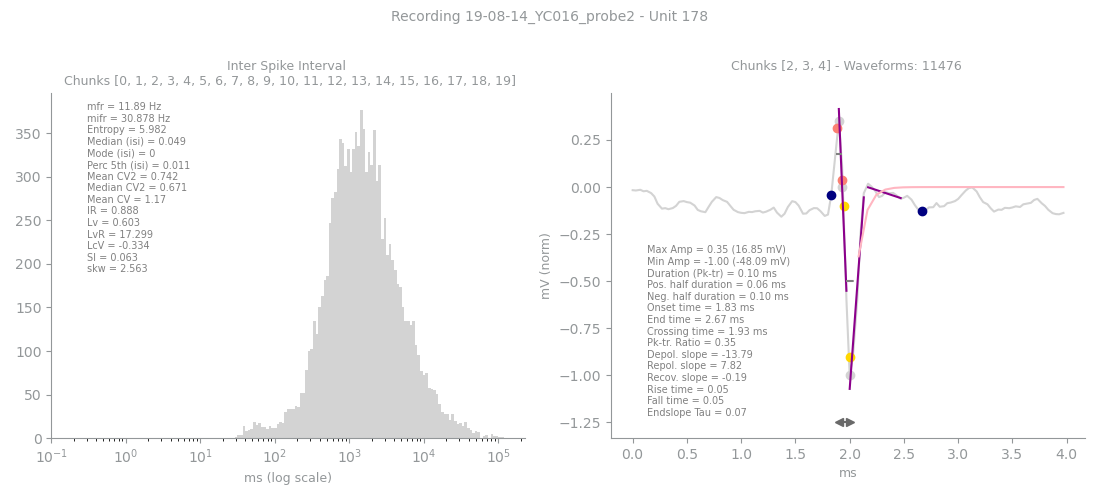 Recording 19-08-14_YC016_probe2 - Unit 178
Inter Spike Interval
Chunks [0, 1, 2, 3, 4, 5, 6, 7, 8, 9, 10, 11, 12, 13, 14, 15, 16, 17, 18, 19]
mfr = 11.89 Hz
mifr = 30.878 Hz
Entropy = 5.982
Median (isi) = 0.049
Mode (isi) = 0
Perc 5th (isi) = 0.011
Mean CV2 = 0.742
Median CV2 = 0.671
Mean CV = 1.17
IR = 0.888
Lv = 0.603
LvR = 17.299
LcV = -0.334
SI = 0.063
skw = 2.563
350
300
250
200
150
100
50
0
10⁻¹ 10⁰ 10¹ 10² 10³ 10⁴ 10⁵
ms (log scale)
Chunks [2, 3, 4] - Waveforms: 11476
mV (norm)
0.25
0.00
−0.25
−0.50
−0.75
−1.00
−1.25
Max Amp = 0.35 (16.85 mV)
Min Amp = -1.00 (-48.09 mV)
Duration (Pk-tr) = 0.10 ms
Pos. half duration = 0.06 ms
Neg. half duration = 0.10 ms
Onset time = 1.83 ms
End time = 2.67 ms
Crossing time = 1.93 ms
Pk-tr. Ratio = 0.35
Depol. slope = -13.79
Repol. slope = 7.82
Recov. slope = -0.19
Rise time = 0.05
Fall time = 0.05
Endslope Tau = 0.07
0.0 0.5 1.0 1.5 2.0 2.5 3.0 3.5 4.0
ms